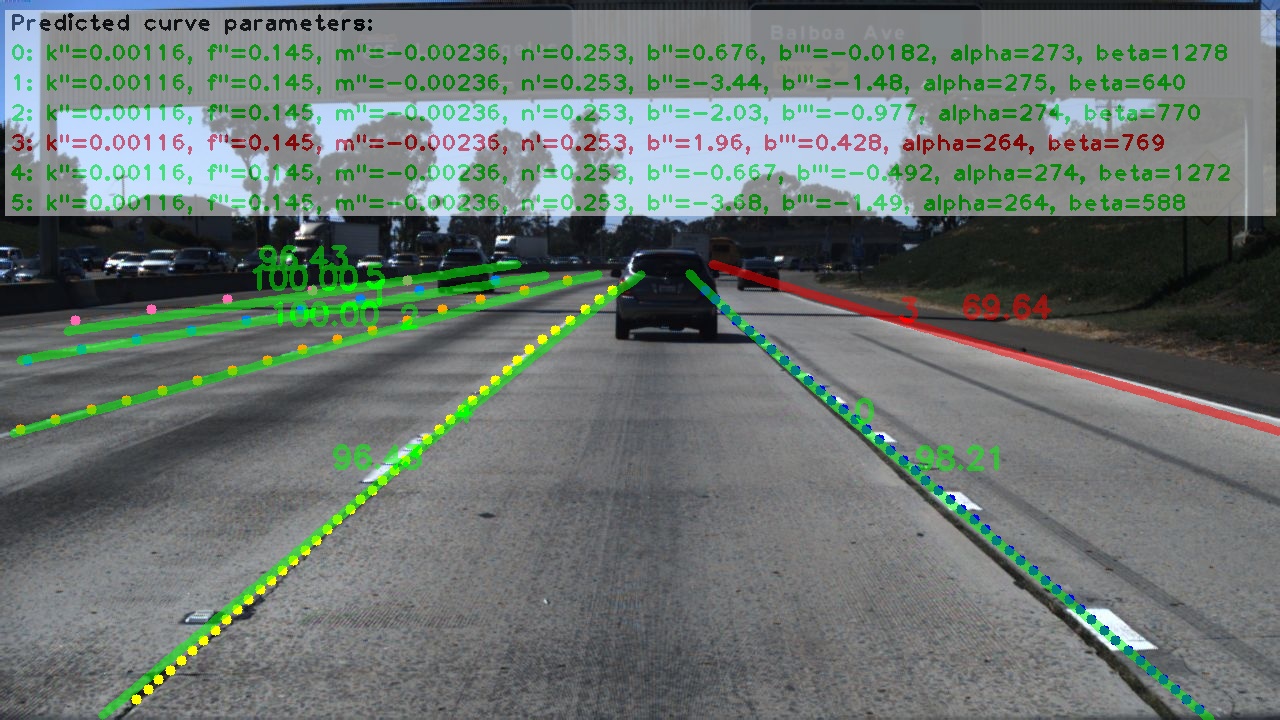 Predicted curve parameters:
0: k''=0.00116, f''=0.145, m''=-0.00236, n'=0.253, b''=0.676, b'''=-0.0182, alpha=273, beta=1278
1: k''=0.00116, f''=0.145, m''=-0.00236, n'=0.253, b''=-3.44, b'''=-1.48, alpha=275, beta=640
2: k''=0.00116, f''=0.145, m''=-0.00236, n'=0.253, b''=-2.03, b'''=-0.977, alpha=274, beta=770
3: k''=0.00116, f''=0.145, m''=-0.00236, n'=0.253, b''=1.96, b'''=0.428, alpha=264, beta=769
4: k''=0.00116, f''=0.145, m''=-0.00236, n'=0.253, b''=-0.667, b'''=-0.492, alpha=274, beta=1272
5: k''=0.00116, f''=0.145, m''=-0.00236, n'=0.253, b''=-3.68, b'''=-1.49, alpha=264, beta=588
Balboa Ave
96.43
100.00 5
100.00 2
3 69.64
4
0
96.43
98.21